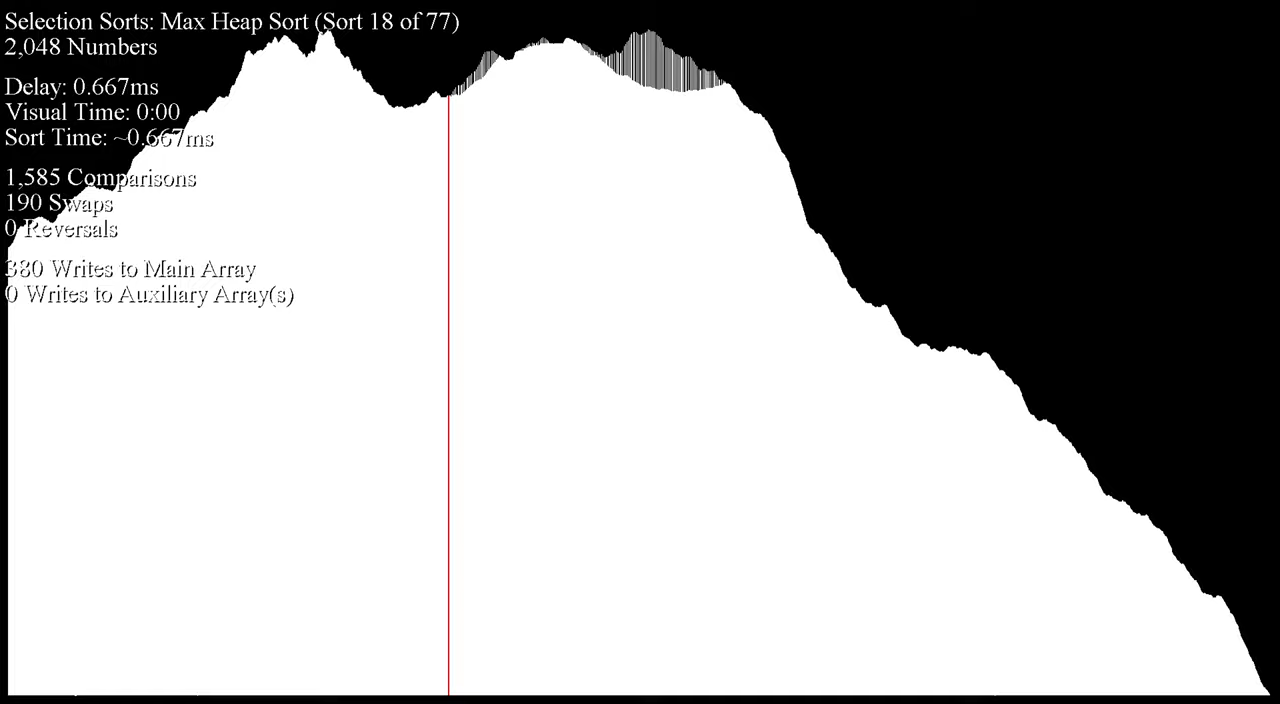 Selection Sorts: Max Heap Sort (Sort 18 of 77)
2,048 Numbers
Delay: 0.667ms
Visual Time: 0:00
Sort Time: ~0.667ms
1,585 Comparisons
190 Swaps
0 Reversals
380 Writes to Main Array
0 Writes to Auxiliary Array(s)